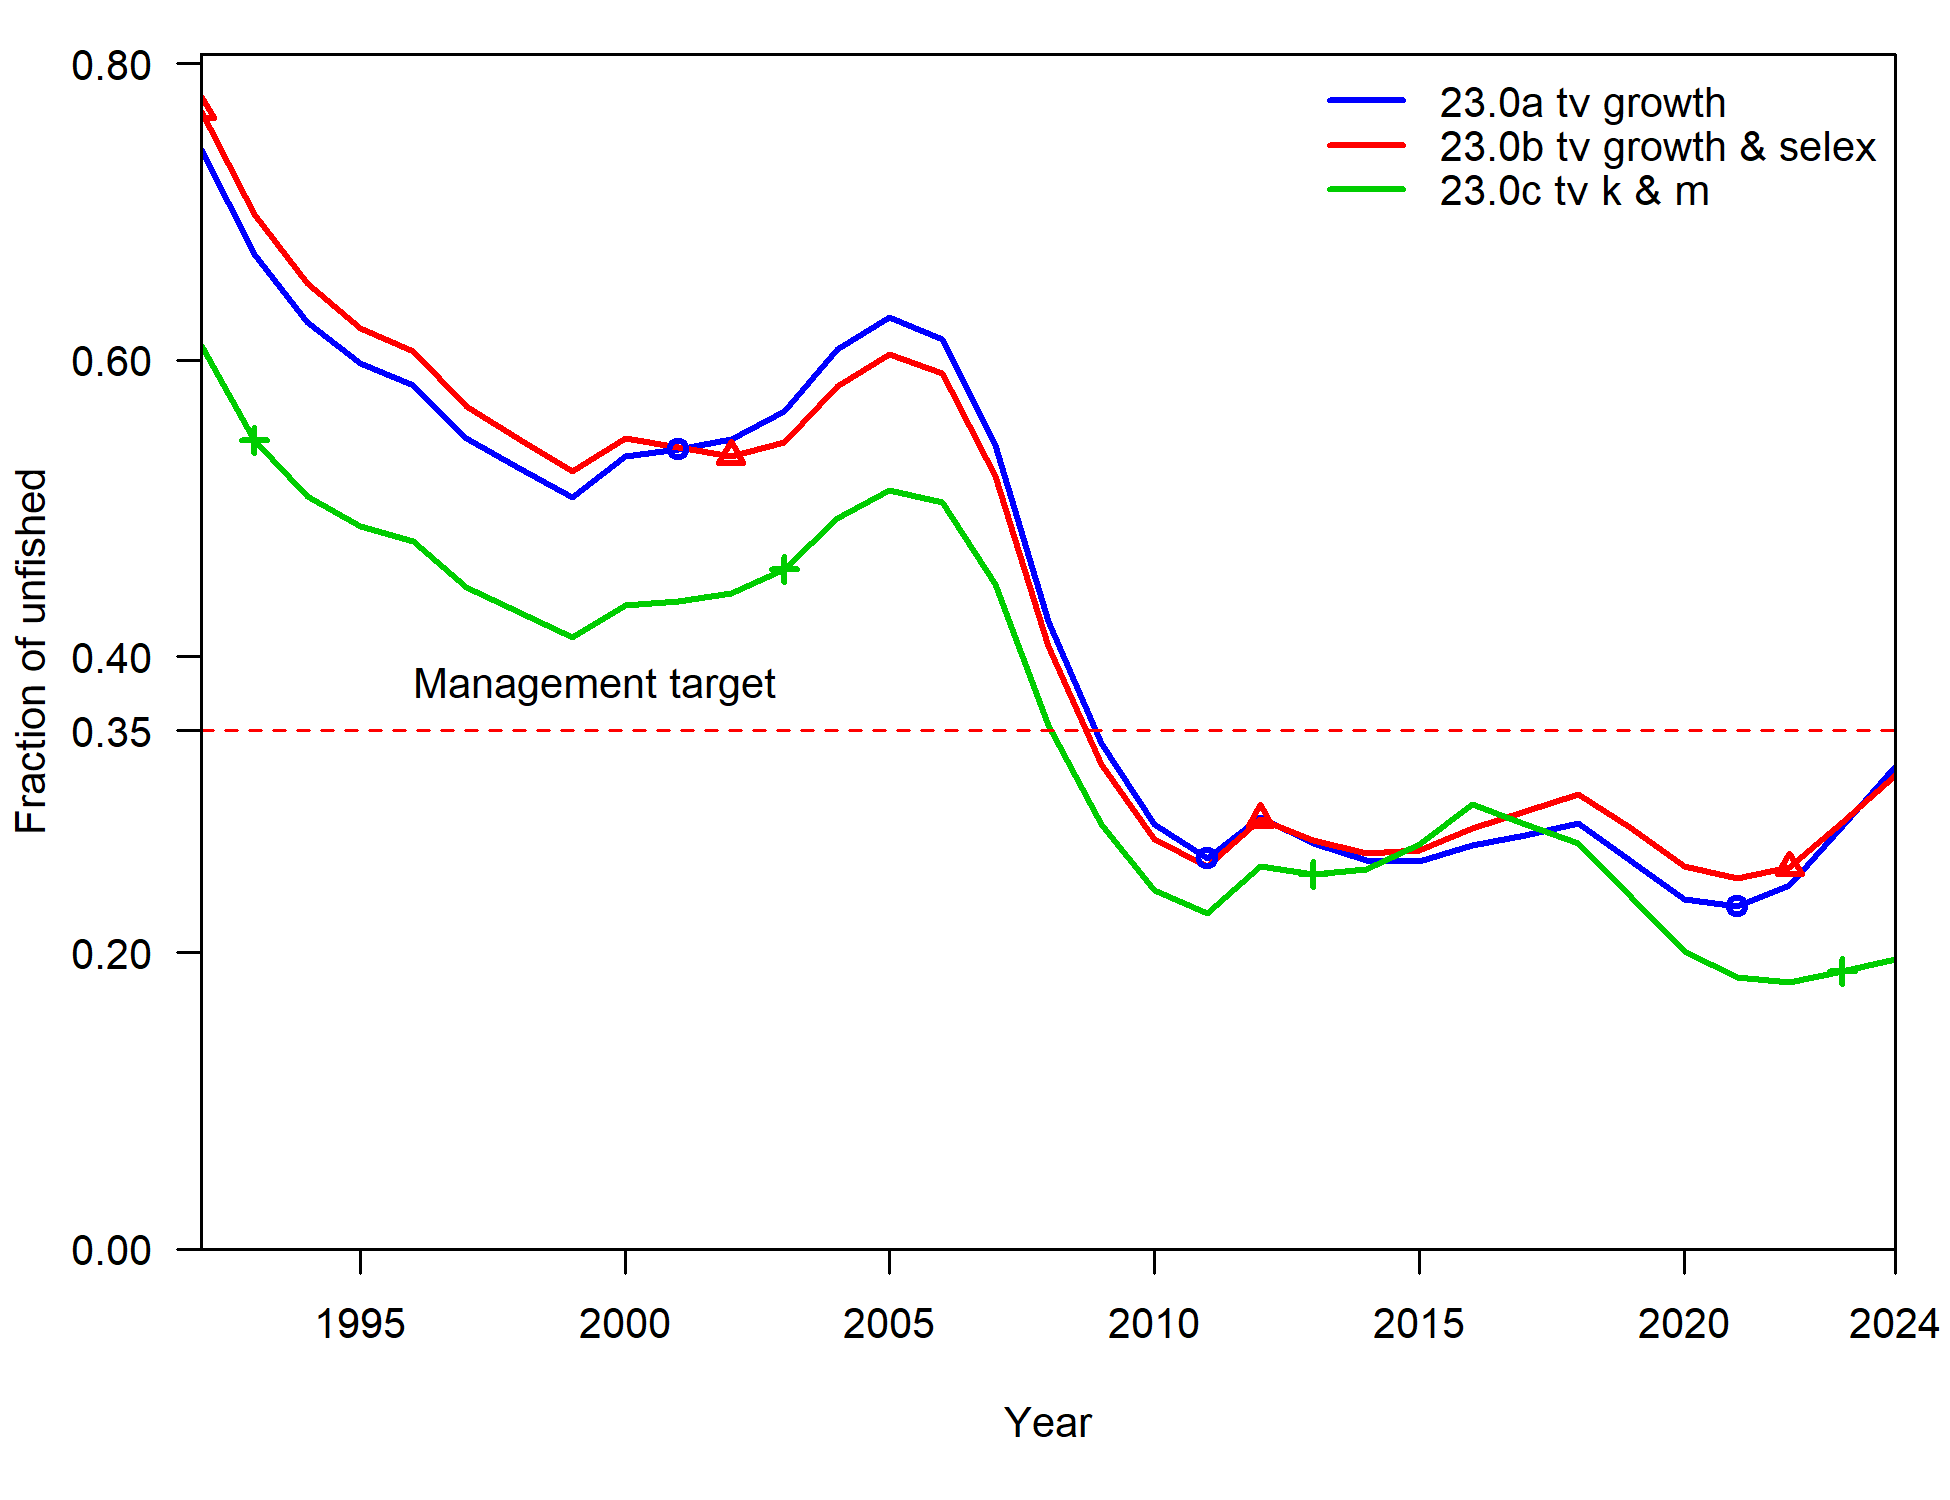 0.80
0.60
0.40
0.35
0.20
0.00
Fraction of unfished
23.0a tv growth
23.0b tv growth & selex
23.0c tv k & m
Management target
1995 2000 2005 2010 2015 2020 2024
Year